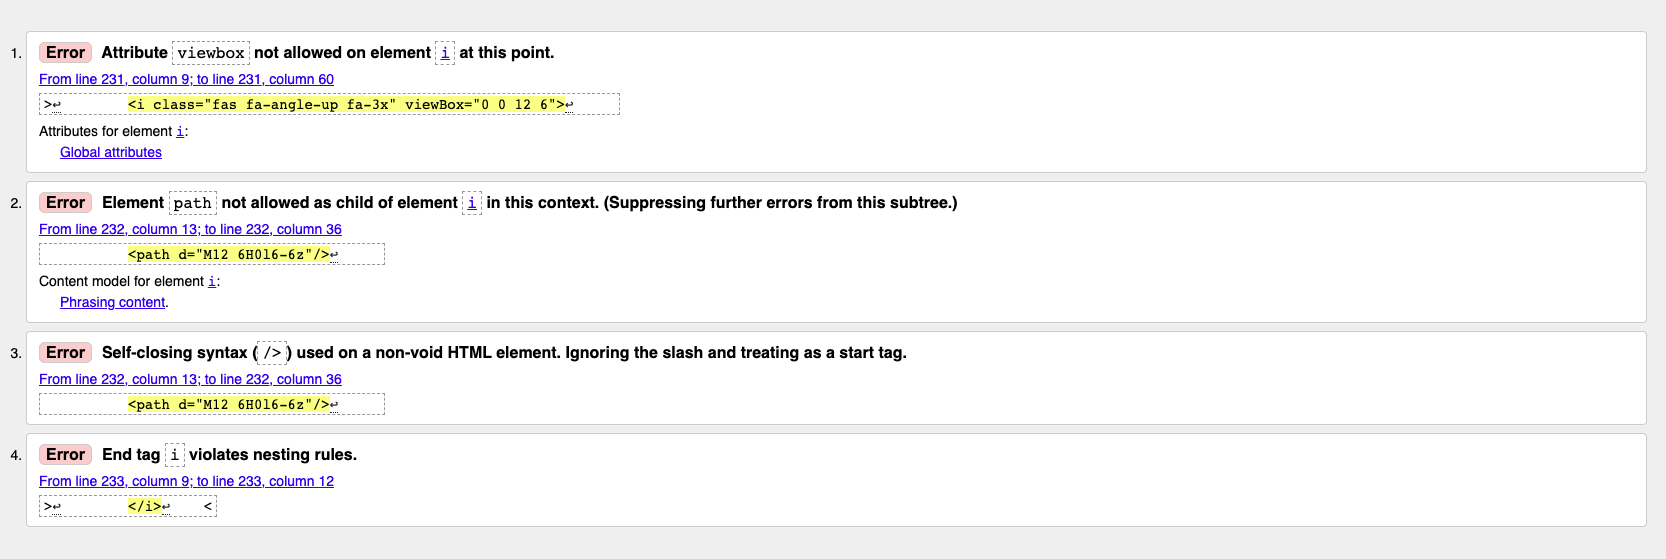 1. Error Attribute viewbox not allowed on element i at this point.
From line 231, column 9; to line 231, column 60
>↩ <i class="fas fa-angle-up fa-3x" viewBox="0 0 12 6">↩
Attributes for element i:
Global attributes
2. Error Element path not allowed as child of element i in this context. (Suppressing further errors from this subtree.)
From line 232, column 13; to line 232, column 36
<path d="M12 6H0l6-6z"/>↩
Content model for element i:
Phrasing content.
3. Error Self-closing syntax (/>) used on a non-void HTML element. Ignoring the slash and treating as a start tag.
From line 232, column 13; to line 232, column 36
<path d="M12 6H0l6-6z"/>↩
4. Error End tag i violates nesting rules.
From line 233, column 9; to line 233, column 12
>↩ </i>↩ <